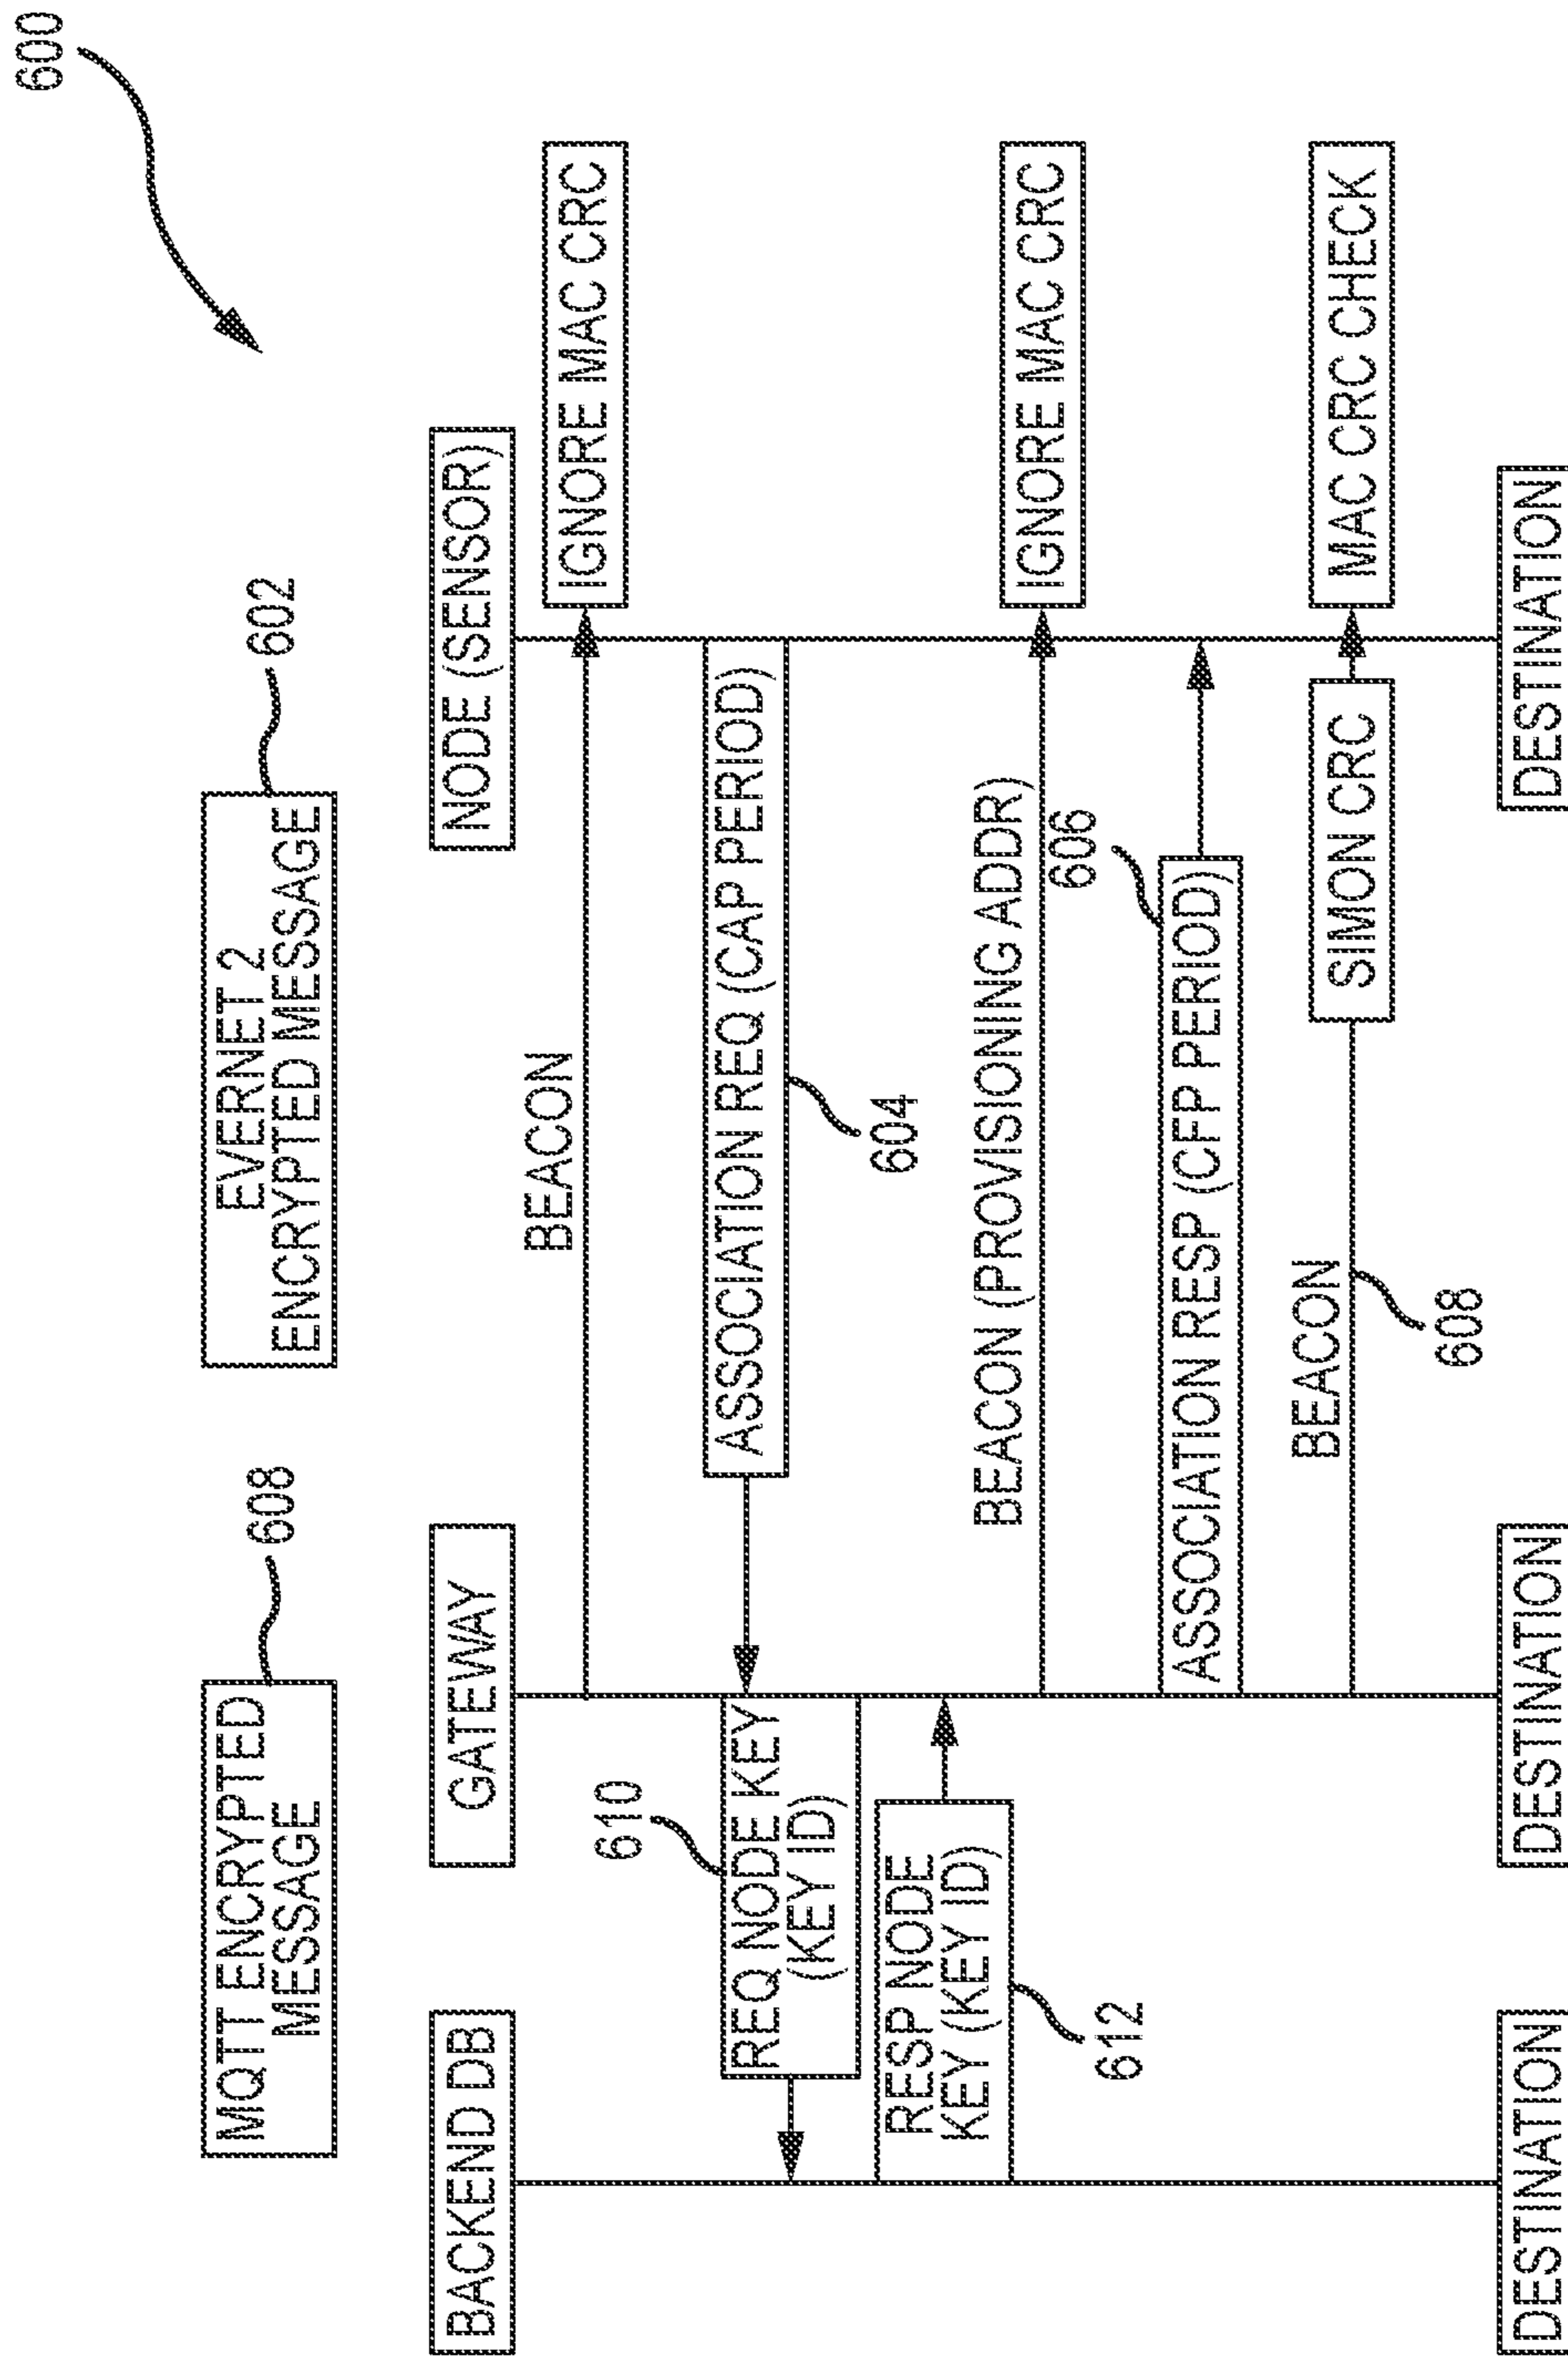 600
MQTT ENCRYPTED
MESSAGE
608
EVERNET 2
ENCRYPTED MESSAGE
602
BACKEND DB
GATEWAY
NODE (SENSOR)
BEACON
IGNORE MAC CRC
610
ASSOCIATION REQ (CAP PERIOD)
604
REQ NODE KEY
(KEY ID)
RESP NODE
KEY (KEY ID)
612
BEACON (PROVISIONING ADDR)
IGNORE MAC CRC
606
ASSOCIATION RESP (CFP PERIOD)
BEACON
SIMON CRC
MAC CRC CHECK
608
DESTINATION
DESTINATION
DESTINATION